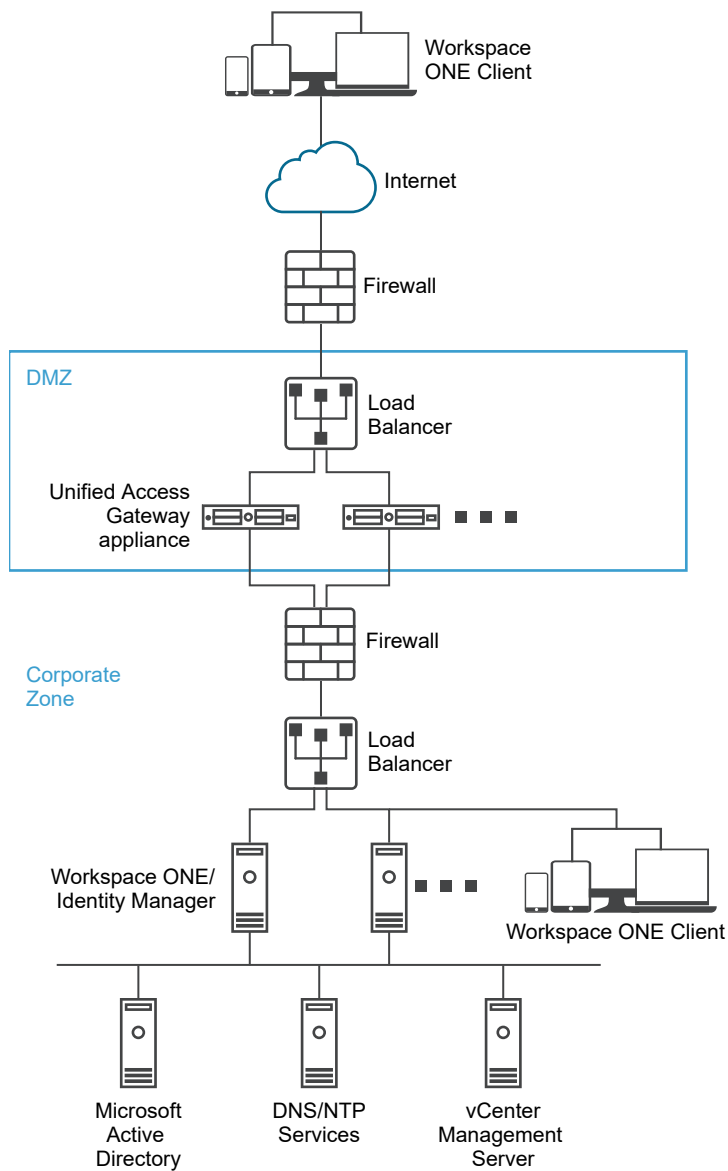 Workspace
ONE Client
Internet
Firewall
DMZ
Load
Balancer
Unified Access
Gateway
appliance
Firewall
Corporate
Zone
Load
Balancer
Workspace ONE/
Identity Manager
Workspace ONE Client
Microsoft
Active
Directory
DNS/NTP
Services
vCenter
Management
Server